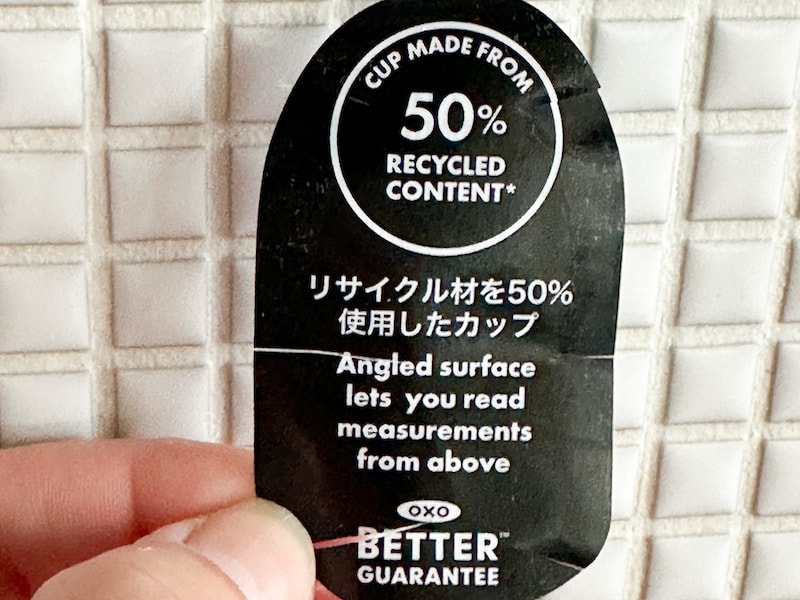 CUP MADE FROM
50%
RECYCLED
CONTENT*
リサイクル材を50%
使用したカップ
Angled surface
lets you read
measurements
from above
OXO
BETTER™
GUARANTEE